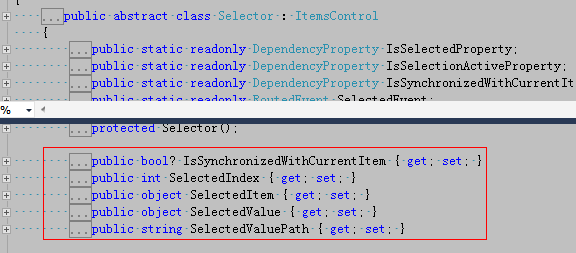 ...public abstract class Selector : ItemsControl
{
...public static readonly DependencyProperty IsSelectedProperty;
...public static readonly DependencyProperty IsSelectionActiveProperty;
...public static readonly DependencyProperty IsSynchronizedWithCurrentIt
...public static readonly RoutedEvent SelectedEvent;
%
...protected Selector();
...public bool? IsSynchronizedWithCurrentItem { get; set; }
...public int SelectedIndex { get; set; }
...public object SelectedItem { get; set; }
...public object SelectedValue { get; set; }
...public string SelectedValuePath { get; set; }